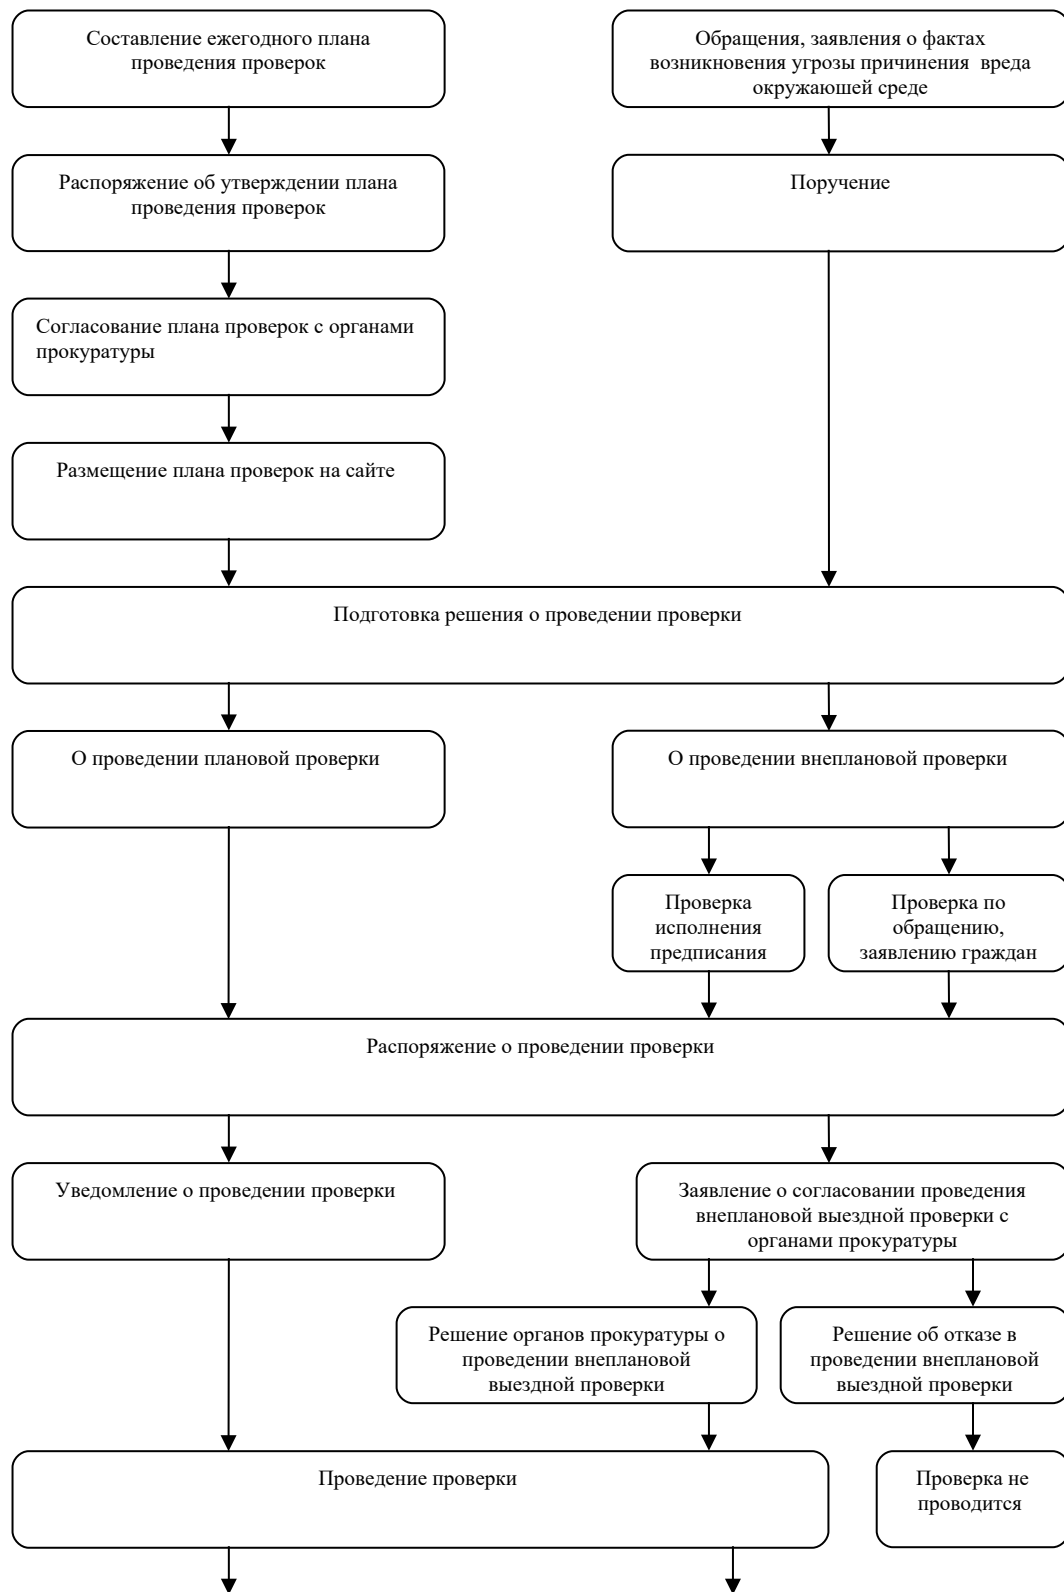 Составление ежегодного плана
проведения проверок
Обращения, заявления о фактах
возникновения угрозы причинения вреда
окружаюшей среде
Распоряжение об утверждении плана
проведения проверок
Поручение
Согласование плана проверок с органами
прокуратуры
Размещение плана проверок на сайте
Подготовка решения о проведении проверки
О проведении плановой проверки
О проведении внеплановой проверки
Проверка
исполнения
предписания
Проверка по
обращению,
заявлению граждан
Распоряжение о проведении проверки
Уведомление о проведении проверки
Заявление о согласовании проведения
внеплановой выездной проверки с
органами прокуратуры
Решение органов прокуратуры о
проведении внеплановой
выездной проверки
Решение об отказе в
проведении внеплановой
выездной проверки
Проведение проверки
Проверка не
проводится